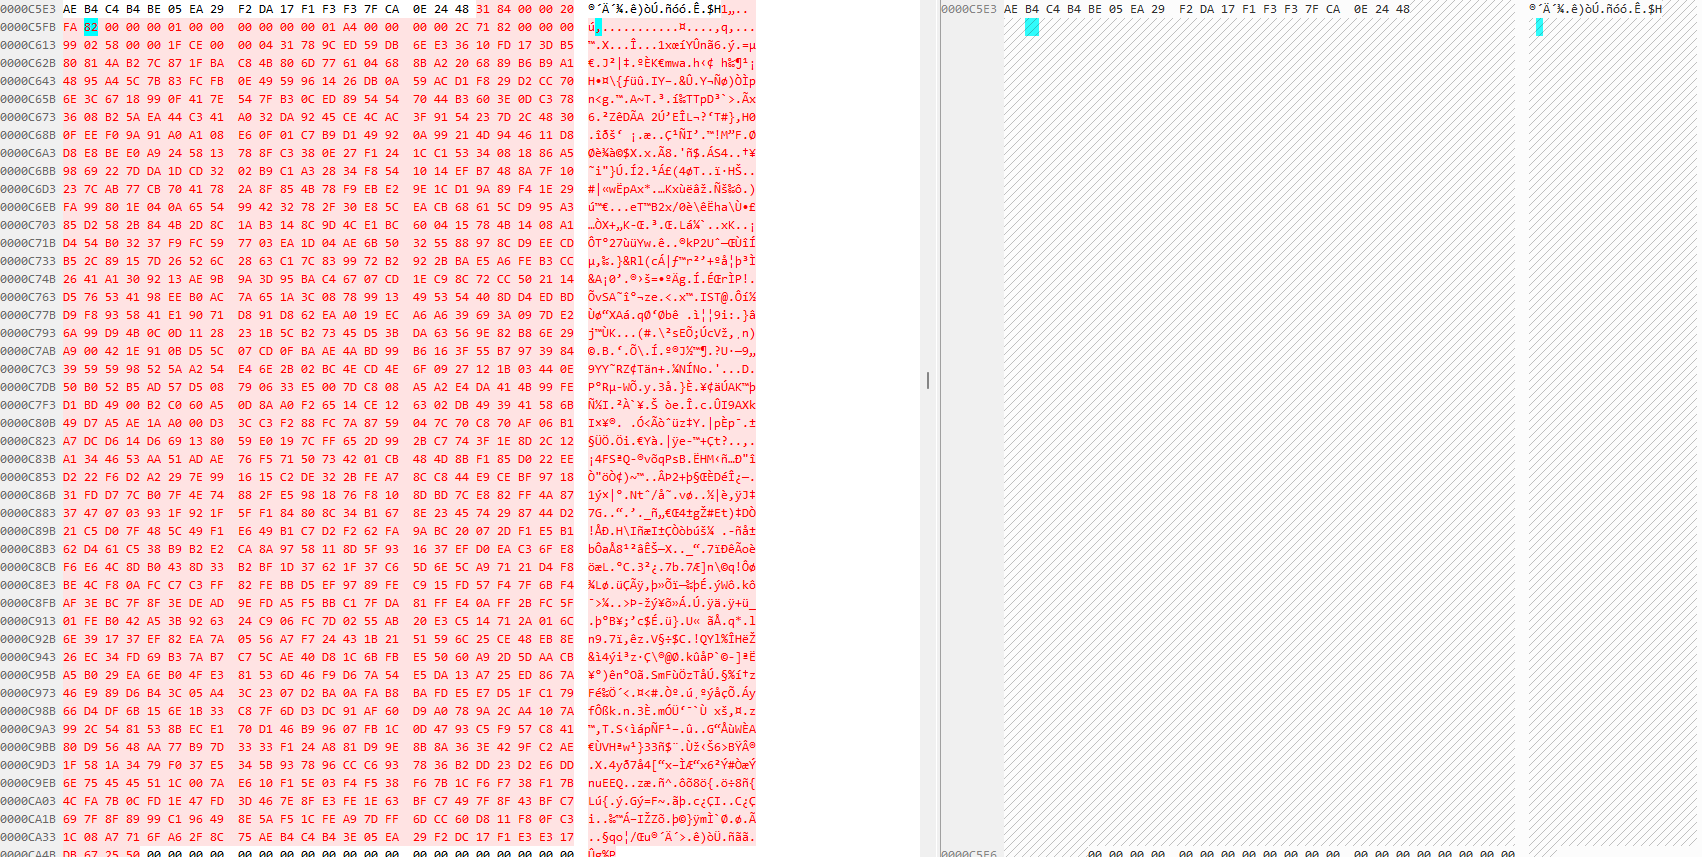 0000C5E3 AE B4 C4 B4 BE 05 EA 29 F2 DA 17 F1 F3 F3 7F CA 0E 24 48 31 84 00 00 20 ®´Ä´¾.ê)òÚ.ñóó.Ê.$H1„.. 0000C5E3 AE B4 C4 B4 BE 05 EA 29 F2 DA 17 F1 F3 F3 7F CA 0E 24 48 ®´Ä´¾.ê)òÚ.ñóó.Ê.$H
0000C5FB FA 82 00 00 00 01 00 00 00 00 00 00 01 A4 00 00 00 00 2C 71 82 00 00 00 ú‚...........¤....,q‚...
0000C613 99 02 58 00 00 1F CE 00 00 04 31 78 9C ED 59 DB 6E E3 36 10 FD 17 3D B5 ™.X...Î...1xœíYÛnã6.ý.=µ
0000C62B 80 81 4A B2 7C 87 1F BA C8 4B 80 6D 77 61 04 68 8B A2 20 68 89 B6 B9 A1 €.J²|‡.ºÈK€mwa.h‹¢ h‰¶¹¡
0000C643 48 95 A4 5C 7B 83 FC FB 0E 49 59 96 14 26 DB 0A 59 AC D1 F8 29 D2 CC 70 H•¤\{ƒüû.IY–.&Û.Y¬Ñø)ÒÌp
0000C65B 6E 3C 67 18 99 0F 41 7E 54 7F B3 0C ED 89 54 54 70 44 B3 60 3E 0D C3 78 n<g.™.A~T.³.í‰TTpD³`>.Ãx
0000C673 36 08 B2 5A EA 44 C3 41 A0 32 DA 92 45 CE 4C AC 3F 91 54 23 7D 2C 48 30 6.²ZêDÃA 2Ú’EÎL¬?‘T#},H0
0000C68B 0F EE F0 9A 91 A0 A1 08 E6 0F 01 C7 B9 D1 49 92 0A 99 21 4D 94 46 11 D8 .îðš‘ ¡.æ..Ç¹ÑI’.™!M”F.Ø
0000C6A3 D8 E8 BE E0 A9 24 58 13 78 8F C3 38 0E 27 F1 24 1C C1 53 34 08 18 86 A5 Øè¾à©$X.x.Ã8.'ñ$.ÁS4..†¥
0000C6BB 98 69 22 7D DA 1D CD 32 02 B9 C1 A3 28 34 F8 54 10 14 EF B7 48 8A 7F 10 ˜i"}Ú.Í2.¹Á£(4øT..ï·HŠ..
0000C6D3 23 7C AB 77 CB 70 41 78 2A 8F 85 4B 78 F9 EB E2 9E 1C D1 9A 89 F4 1E 29 #|«wËpAx*.…Kxùëâž.Ñš‰ô.)
0000C6EB FA 99 80 1E 04 0A 65 54 99 42 32 78 2F 30 E8 5C EA CB 68 61 5C D9 95 A3 ú™€...eT™B2x/0è\êËha\Ù•£
0000C703 85 D2 58 2B 84 4B 2D 8C 1A B3 14 8C 9D 4C E1 BC 60 04 15 78 4B 14 08 A1 …ÒX+„K-Œ.³.Œ.Lá¼`..xK..¡
0000C71B D4 54 B0 32 37 F9 FC 59 77 03 EA 1D 04 AE 6B 50 32 55 88 97 8C D9 EE CD ÔT°27ùüYw.ê..®kP2Uˆ—ŒÙîÍ
0000C733 B5 2C 89 15 7D 26 52 6C 28 63 C1 7C 83 99 72 B2 92 2B BA E5 A6 FE B3 CC µ,‰.}&Rl(cÁ|ƒ™r²’+ºå¦þ³Ì
0000C74B 26 41 A1 30 92 13 AE 9B 9A 3D 95 BA C4 67 07 CD 1E C9 8C 72 CC 50 21 14 &A¡0’.®›š=•ºÄg.Í.ÉŒrÌP!.
0000C763 D5 76 53 41 98 EE B0 AC 7A 65 1A 3C 08 78 99 13 49 53 54 40 8D D4 ED BD ÕvSA˜î°¬ze.<.x™.IST@.Ôí½
0000C77B D9 F8 93 58 41 E1 90 71 D8 91 D8 62 EA A0 19 EC A6 A6 39 69 3A 09 7D E2 Ùø“XAá.qØ‘Øbê .ì¦¦9i:.}â
0000C793 6A 99 D9 4B 0C 0D 11 28 23 1B 5C B2 73 45 D5 3B DA 63 56 9E 82 B8 6E 29 j™ÙK...(#.\²sEÕ;ÚcVž‚¸n)
0000C7AB A9 00 42 1E 91 0B D5 5C 07 CD 0F BA AE 4A BD 99 B6 16 3F 55 B7 97 39 84 ©.B.‘.Õ\.Í.º®J½™¶.?U·—9„
0000C7C3 39 59 59 98 52 5A A2 54 E4 6E 2B 02 BC 4E CD 4E 6F 09 27 12 1B 03 44 0E 9YY˜RZ¢Tän+.¼NÍNo.'...D.
0000C7DB 50 B0 52 B5 AD 57 D5 08 79 06 33 E5 00 7D C8 08 A5 A2 E4 DA 41 4B 99 FE P°Rµ-WÕ.y.3å.}È.¥¢äÚAK™þ
0000C7F3 D1 BD 49 00 B2 C0 60 A5 0D 8A A0 F2 65 14 CE 12 63 02 DB 49 39 41 58 6B Ñ½I.²À`¥.Š òe.Î.c.ÛI9AXk
0000C80B 49 D7 A5 AE 1A A0 00 D3 3C C3 F2 88 FC 7A 87 59 04 7C 70 C8 70 AF 06 B1 I×¥®. .Ó<Ãòˆüz‡Y.|pÈp¯.±
0000C823 A7 DC D6 14 D6 69 13 80 59 E0 19 7C FF 65 2D 99 2B C7 74 3F 1E 8D 2C 12 §ÜÖ.Öi.€Yà.|ÿe-™+Çt?..,.
0000C83B A1 34 46 53 AA 51 AD AE 76 F5 71 50 73 42 01 CB 48 4D 8B F1 85 D0 22 EE ¡4FSªQ-®võqPsB.ËHM‹ñ…Ð"î
0000C853 D2 22 F6 D2 A2 29 7E 99 16 15 C2 DE 32 2B FE A7 8C C8 44 E9 CE BF 97 18 Ò"öÒ¢)~™..ÂÞ2+þ§ŒÈDéÎ¿—.
0000C86B 31 FD D7 7C B0 7F 4E 74 88 2F E5 98 18 76 F8 10 8D BD 7C E8 82 FF 4A 87 1ý×|°.Ntˆ/å˜.vø..½|è‚ÿJ‡
0000C883 37 47 07 03 93 1F 92 1F 5F F1 84 80 8C 34 B1 67 8E 23 45 74 29 87 44 D2 7G..“.’._ñ„€Œ4±gŽ#Et)‡DÒ
0000C89B 21 C5 D0 7F 48 5C 49 F1 E6 49 B1 C7 D2 F2 62 FA 9A BC 20 07 2D F1 E5 B1 !ÅÐ.H\IñæI±ÇÒòbúš¼ .-ñå±
0000C8B3 62 D4 61 C5 38 B9 B2 E2 CA 8A 97 58 11 8D 5F 93 16 37 EF D0 EA C3 6F E8 bÔaÅ8¹²âÊŠ—X.._“.7ïÐêÃoè
0000C8CB F6 E6 4C 8D B0 43 8D 33 B2 BF 1D 37 62 1F 37 C6 5D 6E 5C A9 71 21 D4 F8 öæL.°C.3²¿.7b.7Æ]n\©q!Ôø
0000C8E3 BE 4C F8 0A FC C7 C3 FF 82 FE BB D5 EF 97 89 FE C9 15 FD 57 F4 7F 6B F4 ¾Lø.üÇÃÿ‚þ»Õï—‰þÉ.ýWô.kô
0000C8FB AF 3E BC 7F 8F 3E DE AD 9E FD A5 F5 BB C1 7F DA 81 FF E4 0A FF 2B FC 5F ¯>¼..>Þ-žý¥õ»Á.Ú.ÿä.ÿ+ü_
0000C913 01 FE B0 42 A5 3B 92 63 24 C9 06 FC 7D 02 55 AB 20 E3 C5 14 71 2A 01 6C .þ°B¥;’c$É.ü}.U« ãÅ.q*.l
0000C92B 6E 39 17 37 EF 82 EA 7A 05 56 A7 F7 24 43 1B 21 51 59 6C 25 CE 48 EB 8E n9.7ï‚êz.V§÷$C.!QYl%ÎHëŽ
0000C943 26 EC 34 FD 69 B3 7A B7 C7 5C AE 40 D8 1C 6B FB E5 50 60 A9 2D 5D AA CB &ì4ýi³z·Ç\®@Ø.kûåP`©-]ªË
0000C95B A5 B0 29 EA 6E B0 4F E3 81 53 6D 46 F9 D6 7A 54 E5 DA 13 A7 25 ED 86 7A ¥°)ên°Oã.SmFùÖzTåÚ.§%í†z
0000C973 46 E9 89 D6 B4 3C 05 A4 3C 23 07 D2 BA 0A FA B8 BA FD E5 E7 D5 1F C1 79 Fé‰Ö´<.¤<#.Òº.ú¸ºýåçÕ.Áy
0000C98B 66 D4 DF 6B 15 6E 1B 33 C8 7F 6D D3 DC 91 AF 60 D9 A0 78 9A 2C A4 10 7A fÔßk.n.3È.mÓÜ‘¯`Ù xš,¤.z
0000C9A3 99 2C 54 81 53 8B EC E1 70 D1 46 B9 96 07 FB 1C 0D 47 93 C5 F9 57 C8 41 ™,T.S‹ìápÑF¹–.û..G“ÅùWÈA
0000C9BB 80 D9 56 48 AA 77 B9 7D 33 33 F1 24 A8 81 D9 9E 8B 8A 36 3E 42 9F C2 AE €ÙVHªw¹}33ñ$¨.Ùž‹Š6>BŸÂ®
0000C9D3 1F 58 1A 34 79 F0 37 E5 34 5B 93 78 96 CC C6 93 78 36 B2 DD 23 D2 E6 DD .X.4yð7å4[“x–ÌÆ“x6²Ý#ÒæÝ
0000C9EB 6E 75 45 45 51 1C 00 7A E6 10 F1 5E 03 F4 F5 38 F6 7B 1C F6 F7 38 F1 7B nuEEQ..zæ.ñ^.ôõ8ö{.ö÷8ñ{
0000CA03 4C FA 7B 0C FD 1E 47 FD 3D 46 7E 8F E3 FE 1E 63 BF C7 49 7F 8F 43 BF C7 Lú{.ý.Gý=F~.ãþ.c¿ÇI..C¿Ç
0000CA1B 69 7F 8F 89 99 C1 96 49 8E 5A F5 1C FE A9 7D FF 6D CC 60 D8 11 F8 0F C3 i..‰™Á–IŽZõ.þ©}ÿmÌ`Ø.ø.Ã
0000CA33 1C 08 A7 71 6F A6 2F 8C 75 AE B4 C4 B4 3E 05 EA 29 F2 DC 17 F1 E3 E3 17 ..§qo¦/Œu®´Ä´>.ê)òÜ.ñãã.
0000CA4B DB 67 25 50 00 00 00 00 00 00 00 00 00 00 00 00 00 00 00 00 00 00 00 00 Ûg%P 0000C5E6 00 00 00 00 00 00 00 00 00 00 00 00 00 00 00 00 00 00 00 00